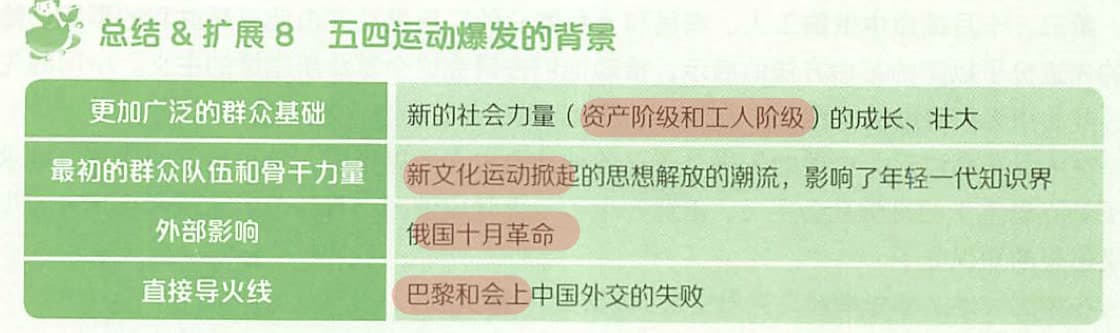 总结 & 扩展 8 五四运动爆发的背景
更加广泛的群众基础 新的社会力量（资产阶级和工人阶级）的成长、壮大
最初的群众队伍和骨干力量 新文化运动掀起的思想解放的潮流，影响了年轻一代知识界
外部影响 俄国十月革命
直接导火线 巴黎和会上中国外交的失败